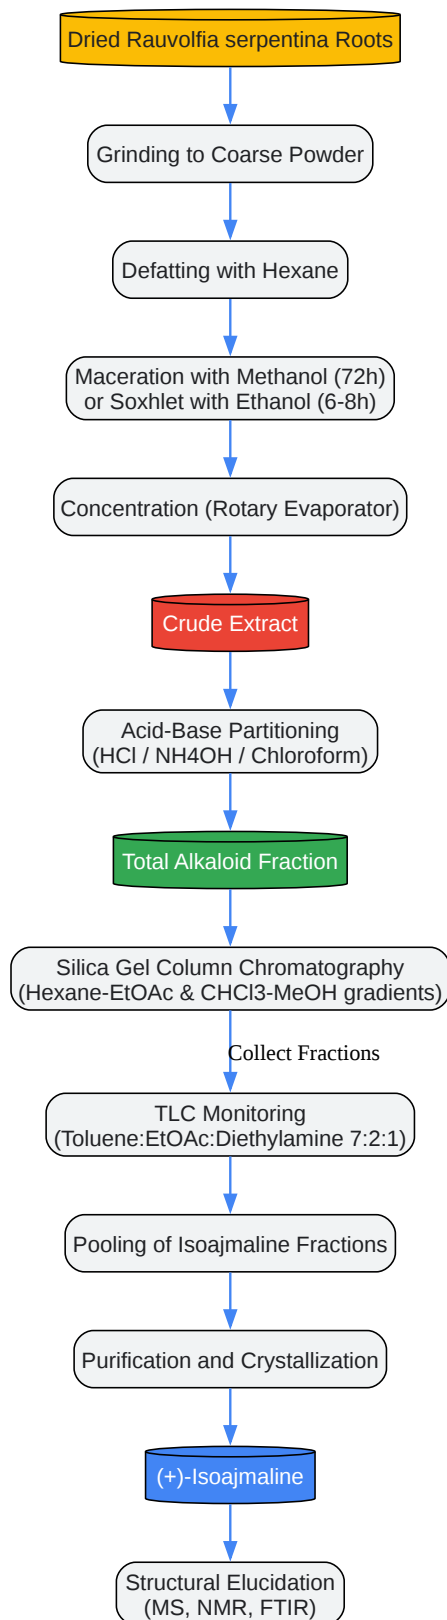 Dried Rauvolfia serpentina Roots
Grinding to Coarse Powder
Defatting with Hexane
Maceration with Methanol (72h)
or Soxhlet with Ethanol (6-8h)
Concentration (Rotary Evaporator)
Crude Extract
Acid-Base Partitioning
(HCl / NH4OH / Chloroform)
Total Alkaloid Fraction
Silica Gel Column Chromatography
(Hexane-EtOAc & CHCl3-MeOH gradients)
Collect Fractions
TLC Monitoring
(Toluene:EtOAc:Diethylamine 7:2:1)
Pooling of Isoajmaline Fractions
Purification and Crystallization
(+)-Isoajmaline
Structural Elucidation
(MS, NMR, FTIR)